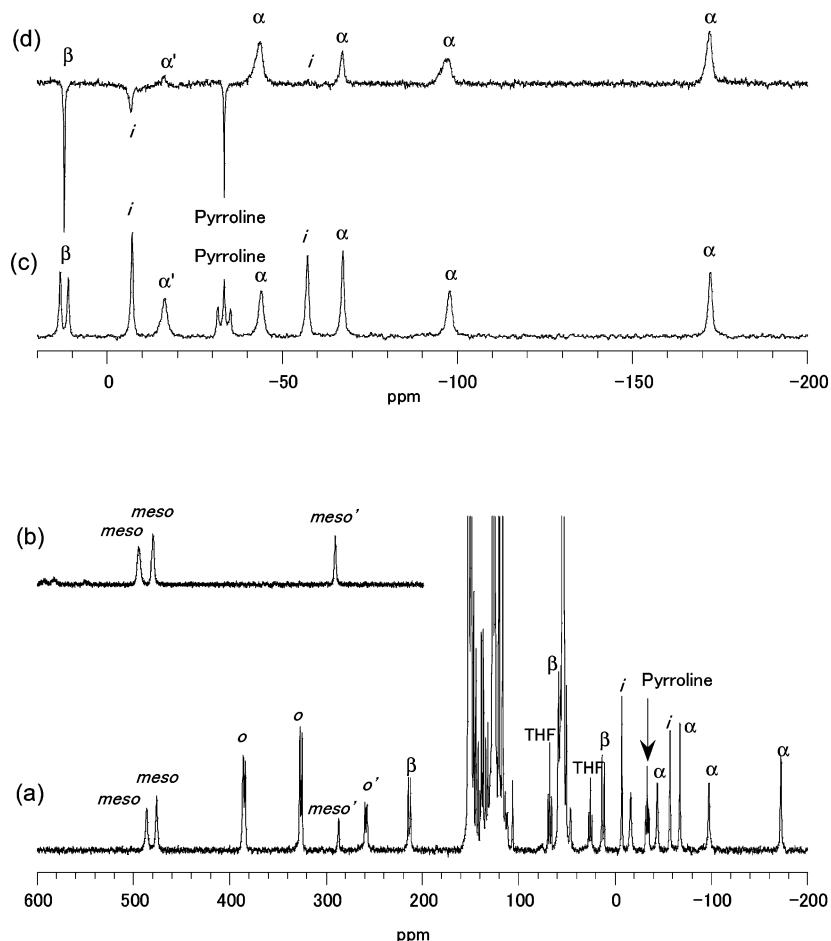 (d)
β
i
α'
Pyrroline
α
i
α
α
α
(c)
β
i
α'
Pyrroline
α
i
α
α
α
0
-50
-100
-150
-200
ppm
(b)
meso
meso
meso'
(a)
meso
meso
o
o
meso'
o'
β
THF
β
THF
β
i
Pyrroline
α
i
α
α
α
600
500
400
300
200
100
0
-100
-200
ppm